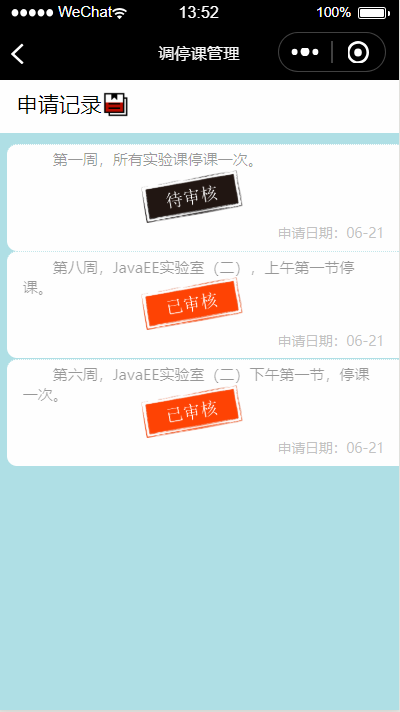 WeChat 13:52 100%
调停课管理
申请记录
第一周，所有实验课停课一次。
待审核
申请日期：06-21
第八周，JavaEE实验室（二），上午第一节停
课。
已审核
申请日期：06-21
第六周，JavaEE实验室（二）下午第一节，停课
一次。
已审核
申请日期：06-21